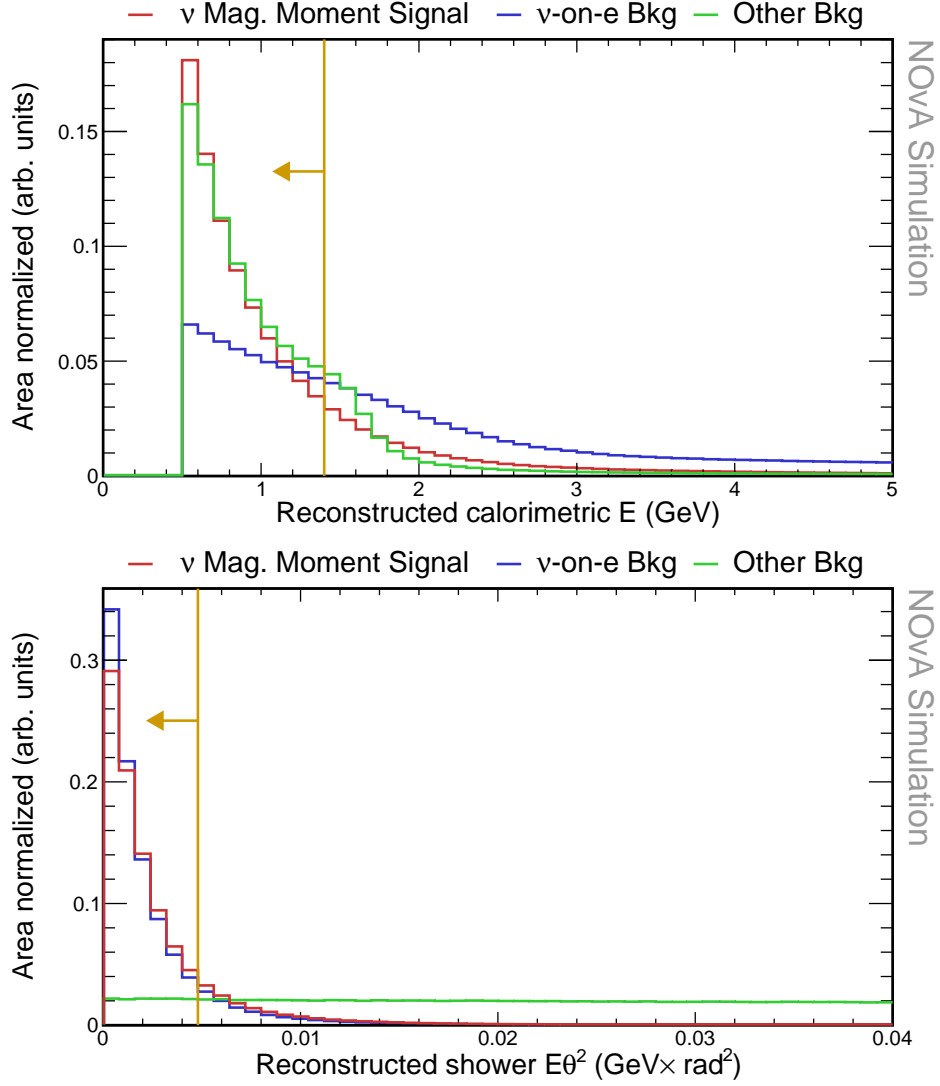 ν Mag. Moment Signal ν-on-e Bkg Other Bkg
0.15
0.1
0.05
0
0 1 2 3 4 5
Reconstructed calorimetric E (GeV)
Area normalized (arb. units)
NOvA Simulation
ν Mag. Moment Signal ν-on-e Bkg Other Bkg
0.3
0.2
0.1
0
0.00 0.01 0.02 0.03 0.04
Reconstructed shower Eθ² (GeV× rad²)
Area normalized (arb. units)
NOvA Simulation